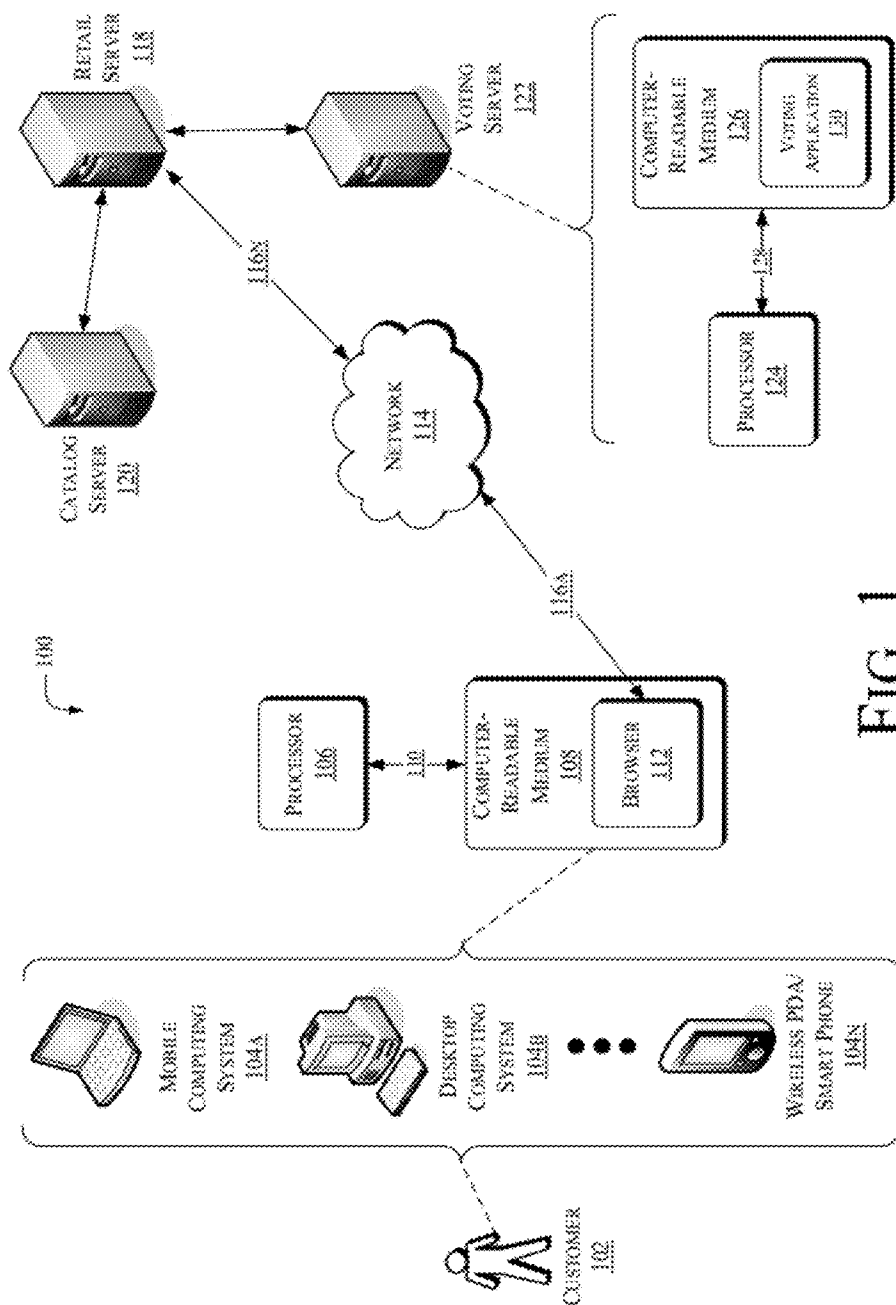 100
CUSTOMER
102
MOBILE
COMPUTING
SYSTEM
104A
DESKTOP
COMPUTING
SYSTEM
104B
WIRELESS PDA/
SMART PHONE
104N
PROCESSOR
106
110
COMPUTER-
READABLE
MEDIUM
108
BROWSER
112
116A
NETWORK
114
116N
CATALOG
SERVER
120
RETAIL
SERVER
118
VOTING
SERVER
122
PROCESSOR
124
128
COMPUTER-
READABLE
MEDIUM
126
VOTING
APPLICATION
130
FIG. 1